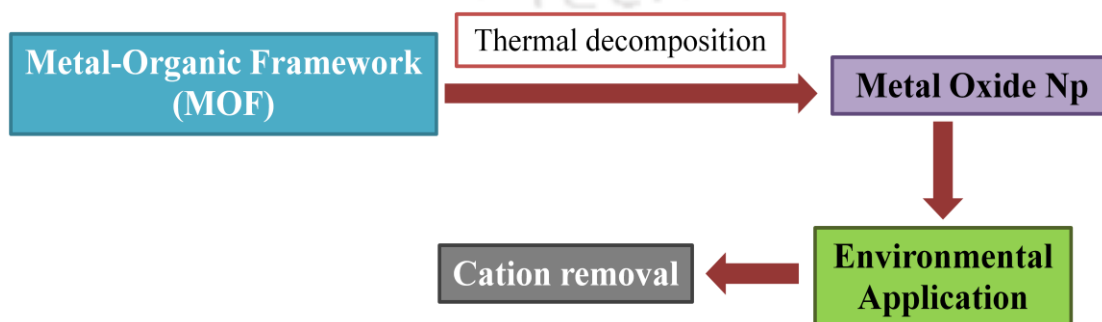 Thermal decomposition
Metal-Organic Framework
(MOF)
Metal Oxide Np
Environmental
Application
Cation removal